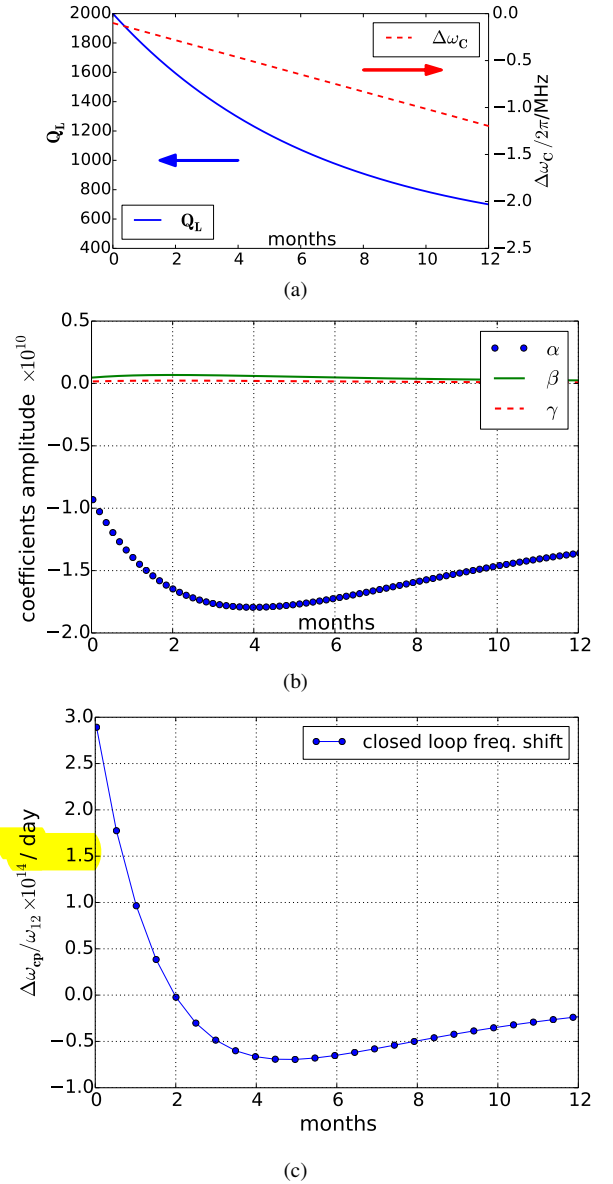 2000
1800
1600
1400
1200
1000
800
600
400
Q_L
0.0
−0.5
−1.0
−1.5
−2.0
−2.5
Δω_C/2π/MHz
Δω_C
Q_L
months
0 2 4 6 8 10 12
(a)
0.5
0.0
−0.5
−1.0
−1.5
−2.0
coefficients amplitude ×10^10
α
β
γ
months
0 2 4 6 8 10 12
(b)
3.0
2.5
2.0
1.5
1.0
0.5
0.0
−0.5
−1.0
Δω_cp/ω_12 ×10^14 / day
closed loop freq. shift
0 2 4 6 8 10 12
months
(c)